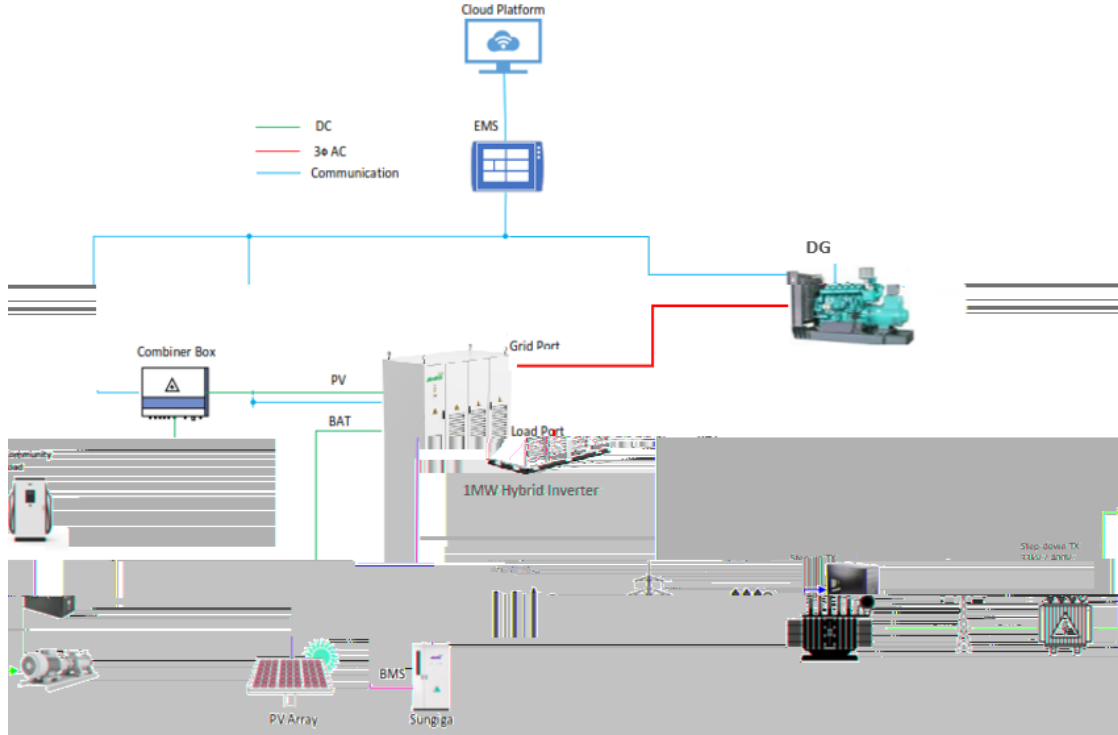 Cloud Platform
DC
EMS
3Φ AC
Communication
DG
Combiner Box
Grid Port
PV
BAT
Load Port
1MW Hybrid Inverter
Step down TX
BMS
PV Array
Sungiga